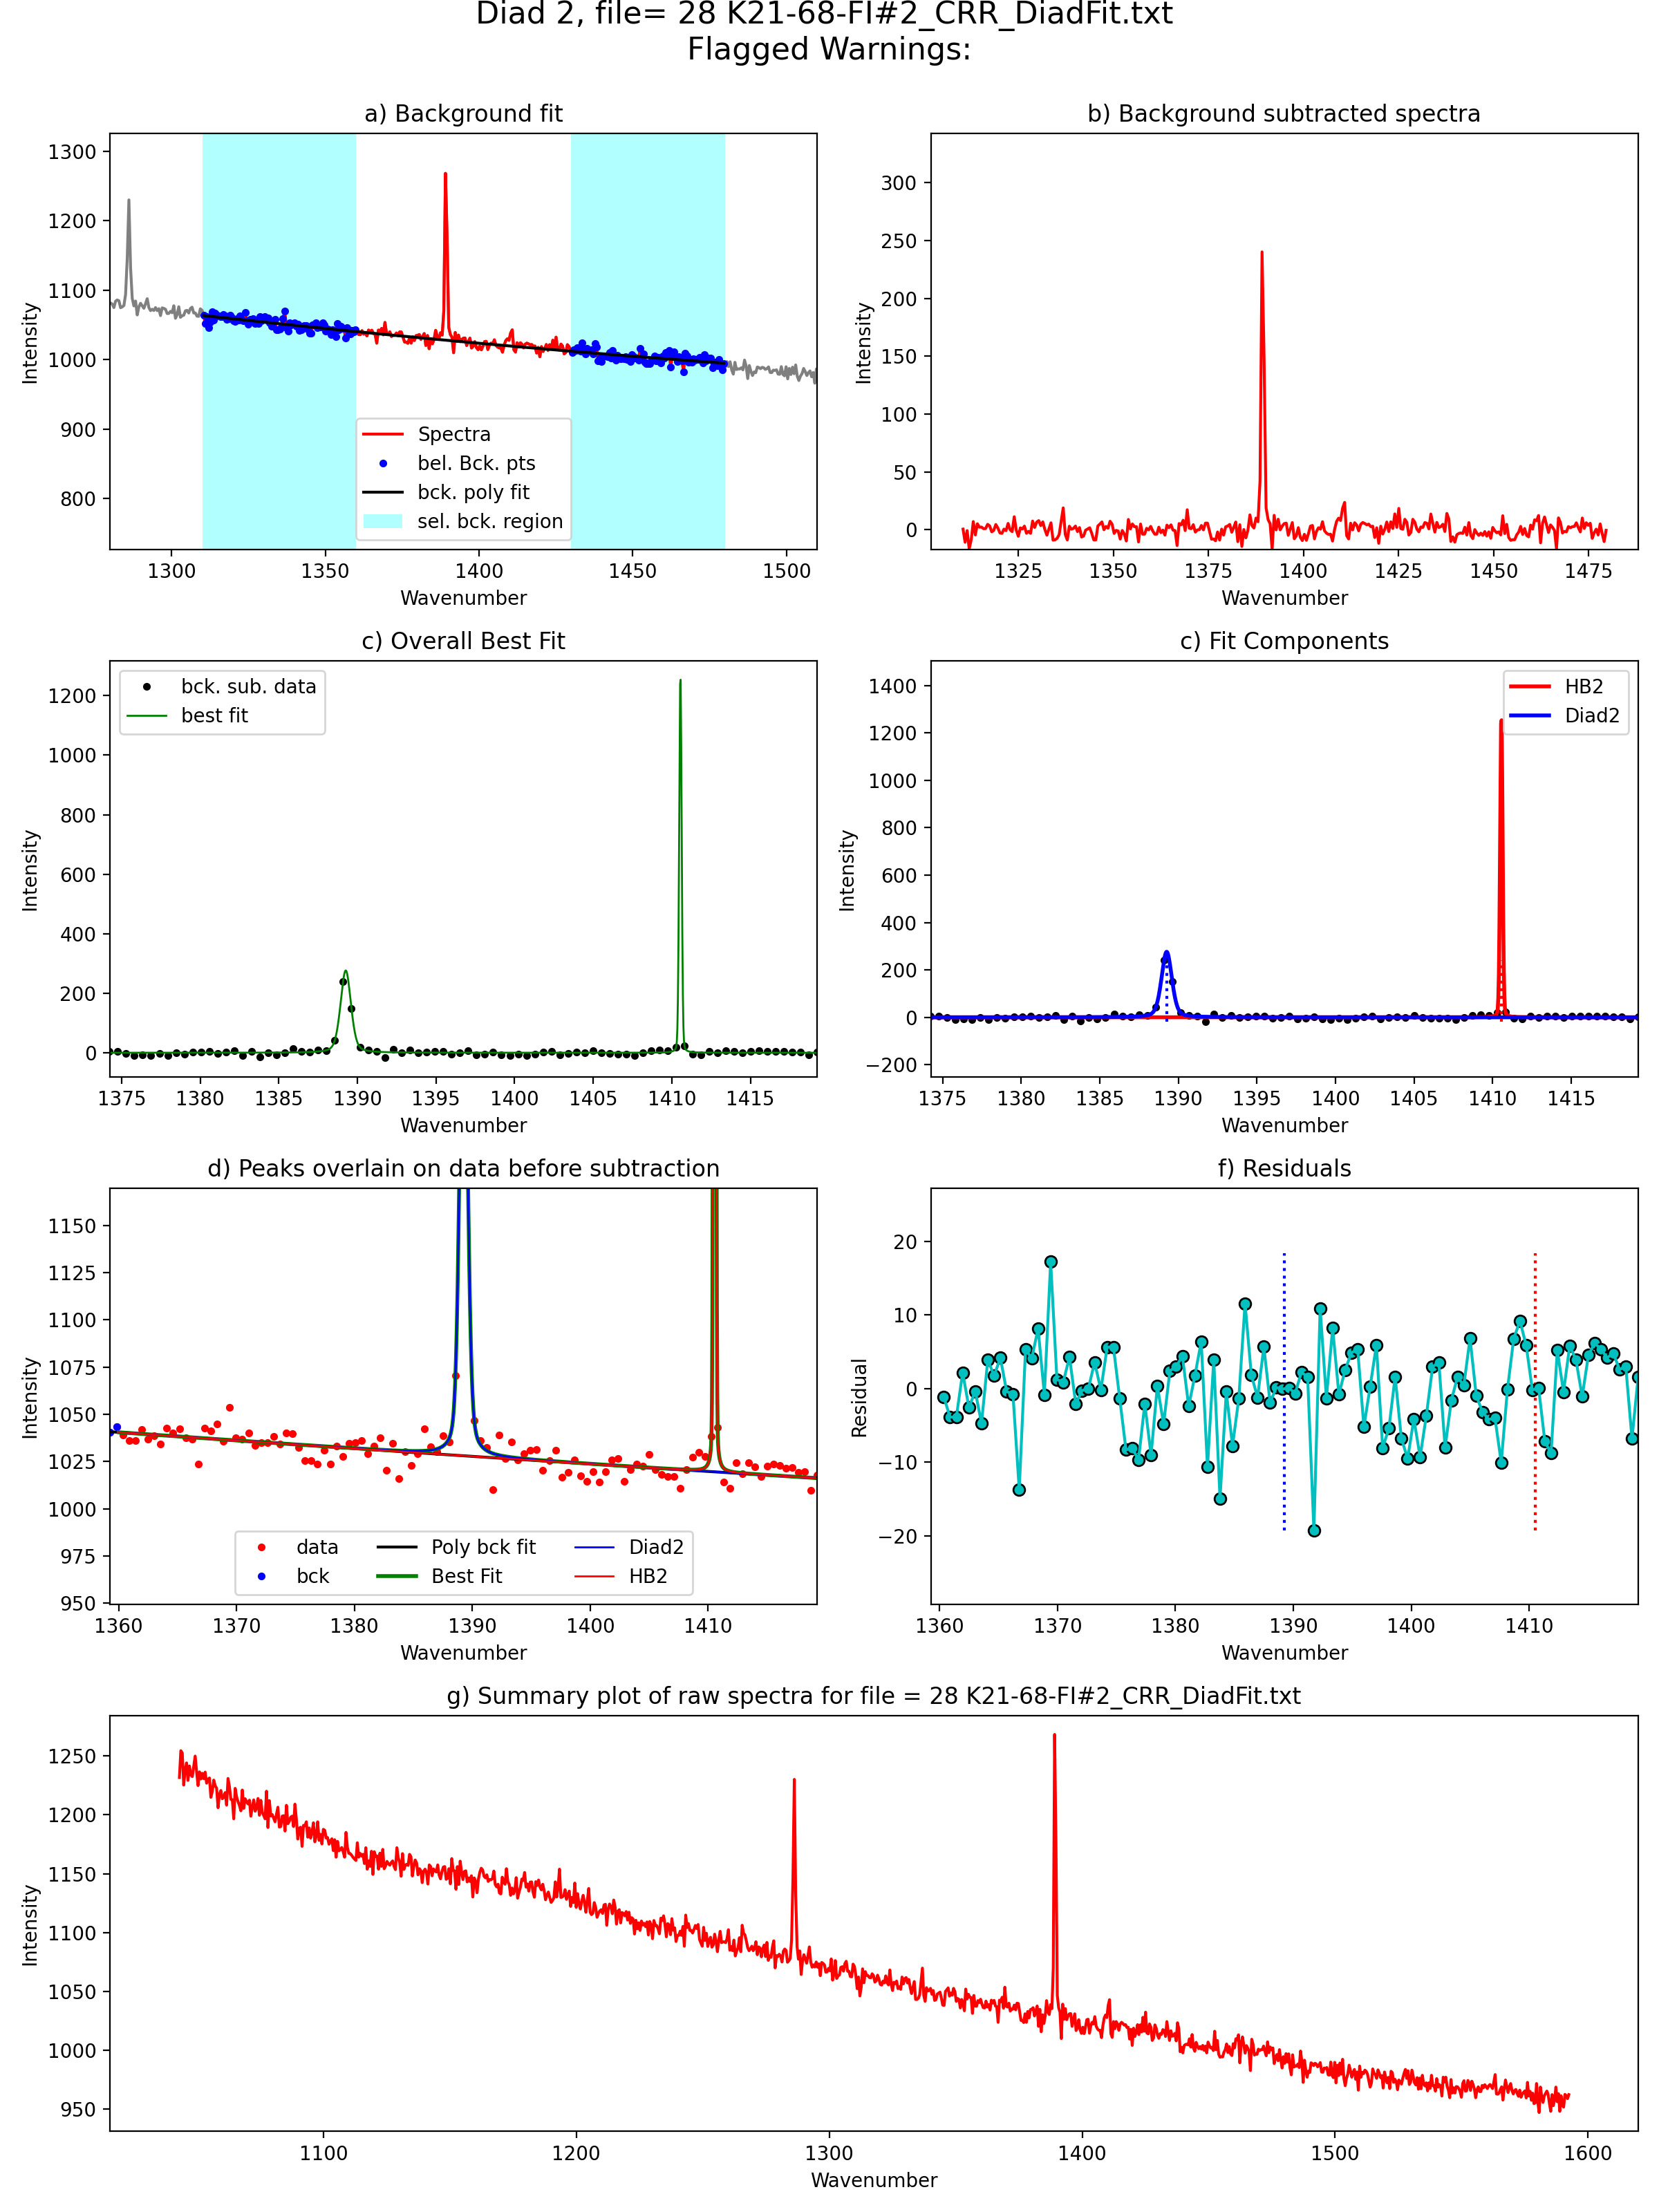 Diad 2, file= 28 K21-68-FI#2_CRR_DiadFit.txt
Flagged Warnings:
a) Background fit
Intensity
1300
1200
1100
1000
900
800
Spectra
bel. Bck. pts
bck. poly fit
sel. bck. region
1300 1350 1400 1450 1500
Wavenumber
b) Background subtracted spectra
Intensity
300
250
200
150
100
50
0
1325 1350 1375 1400 1425 1450 1475
Wavenumber
c) Overall Best Fit
Intensity
1200
1000
800
600
400
200
0
bck. sub. data
best fit
1375 1380 1385 1390 1395 1400 1405 1410 1415
Wavenumber
c) Fit Components
Intensity
1400
1200
1000
800
600
400
200
0
−200
HB2
Diad2
1375 1380 1385 1390 1395 1400 1405 1410 1415
Wavenumber
d) Peaks overlain on data before subtraction
Intensity
1150
1125
1100
1075
1050
1025
1000
975
950
data
bck
Poly bck fit
Best Fit
Diad2
HB2
1360 1370 1380 1390 1400 1410
Wavenumber
f) Residuals
Residual
20
10
0
−10
−20
1360 1370 1380 1390 1400 1410
Wavenumber
g) Summary plot of raw spectra for file = 28 K21-68-FI#2_CRR_DiadFit.txt
Intensity
1250
1200
1150
1100
1050
1000
950
1100 1200 1300 1400 1500 1600
Wavenumber